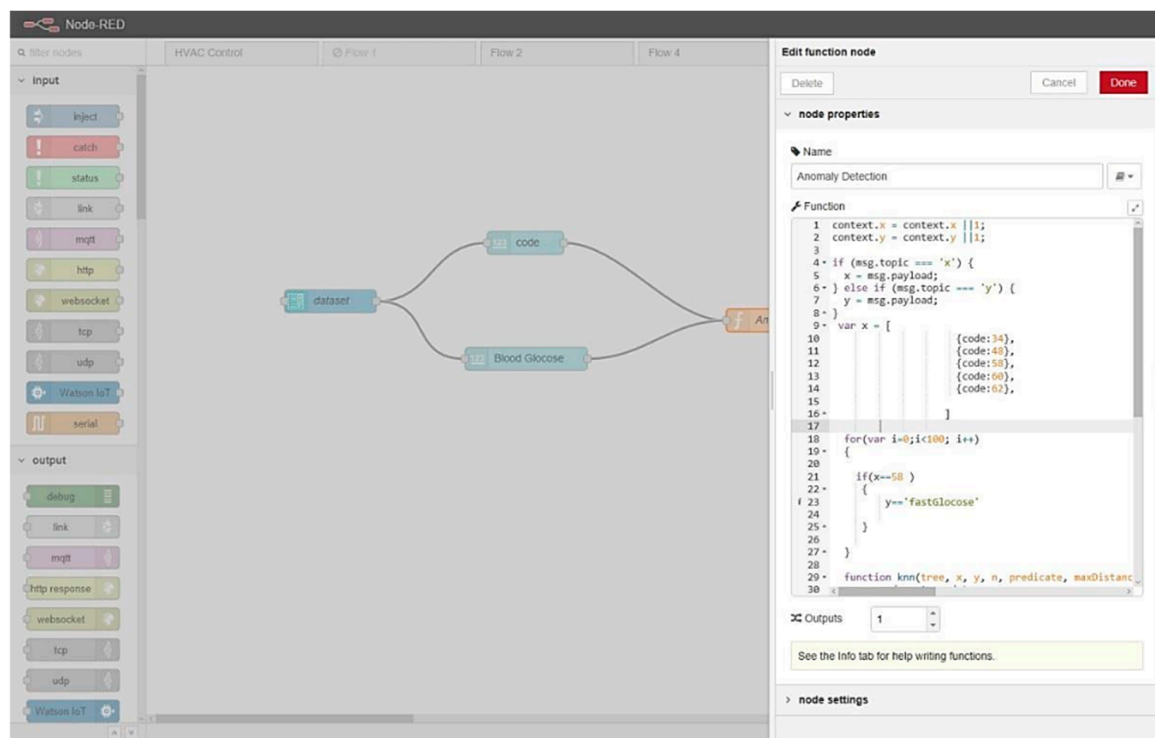 Node-RED
filter nodes
HVAC Control
Flow 1
Flow 2
Flow 4
input
inject
catch
status
link
mqtt
http
websocket
tcp
udp
Watson IoT
serial
output
debug
link
mqtt
http response
websocket
tcp
udp
Watson IoT
dataset
code
Blood Glocose
An
Edit function node
Delete
Cancel
Done
node properties
Name
Anomaly Detection
Function
1 context.x = context.x ||1;
2 context.y = context.y ||1;
3
4 if (msg.topic === 'x') {
5 x = msg.payload;
6 } else if (msg.topic === 'y') {
7 y = msg.payload;
8 }
9 var x = [
10 {code:34},
11 {code:48},
12 {code:58},
13 {code:60},
14 {code:62},
15
16 ]
17
18 for(var i=0;i<100; i++)
19 {
20
21 if(x==58 )
22 {
i 23 y=='fastGlocose'
24
25 }
26
27 }
28
29 function knn(tree, x, y, n, predicate, maxDistanc
30
Outputs
1
See the Info tab for help writing functions.
node settings